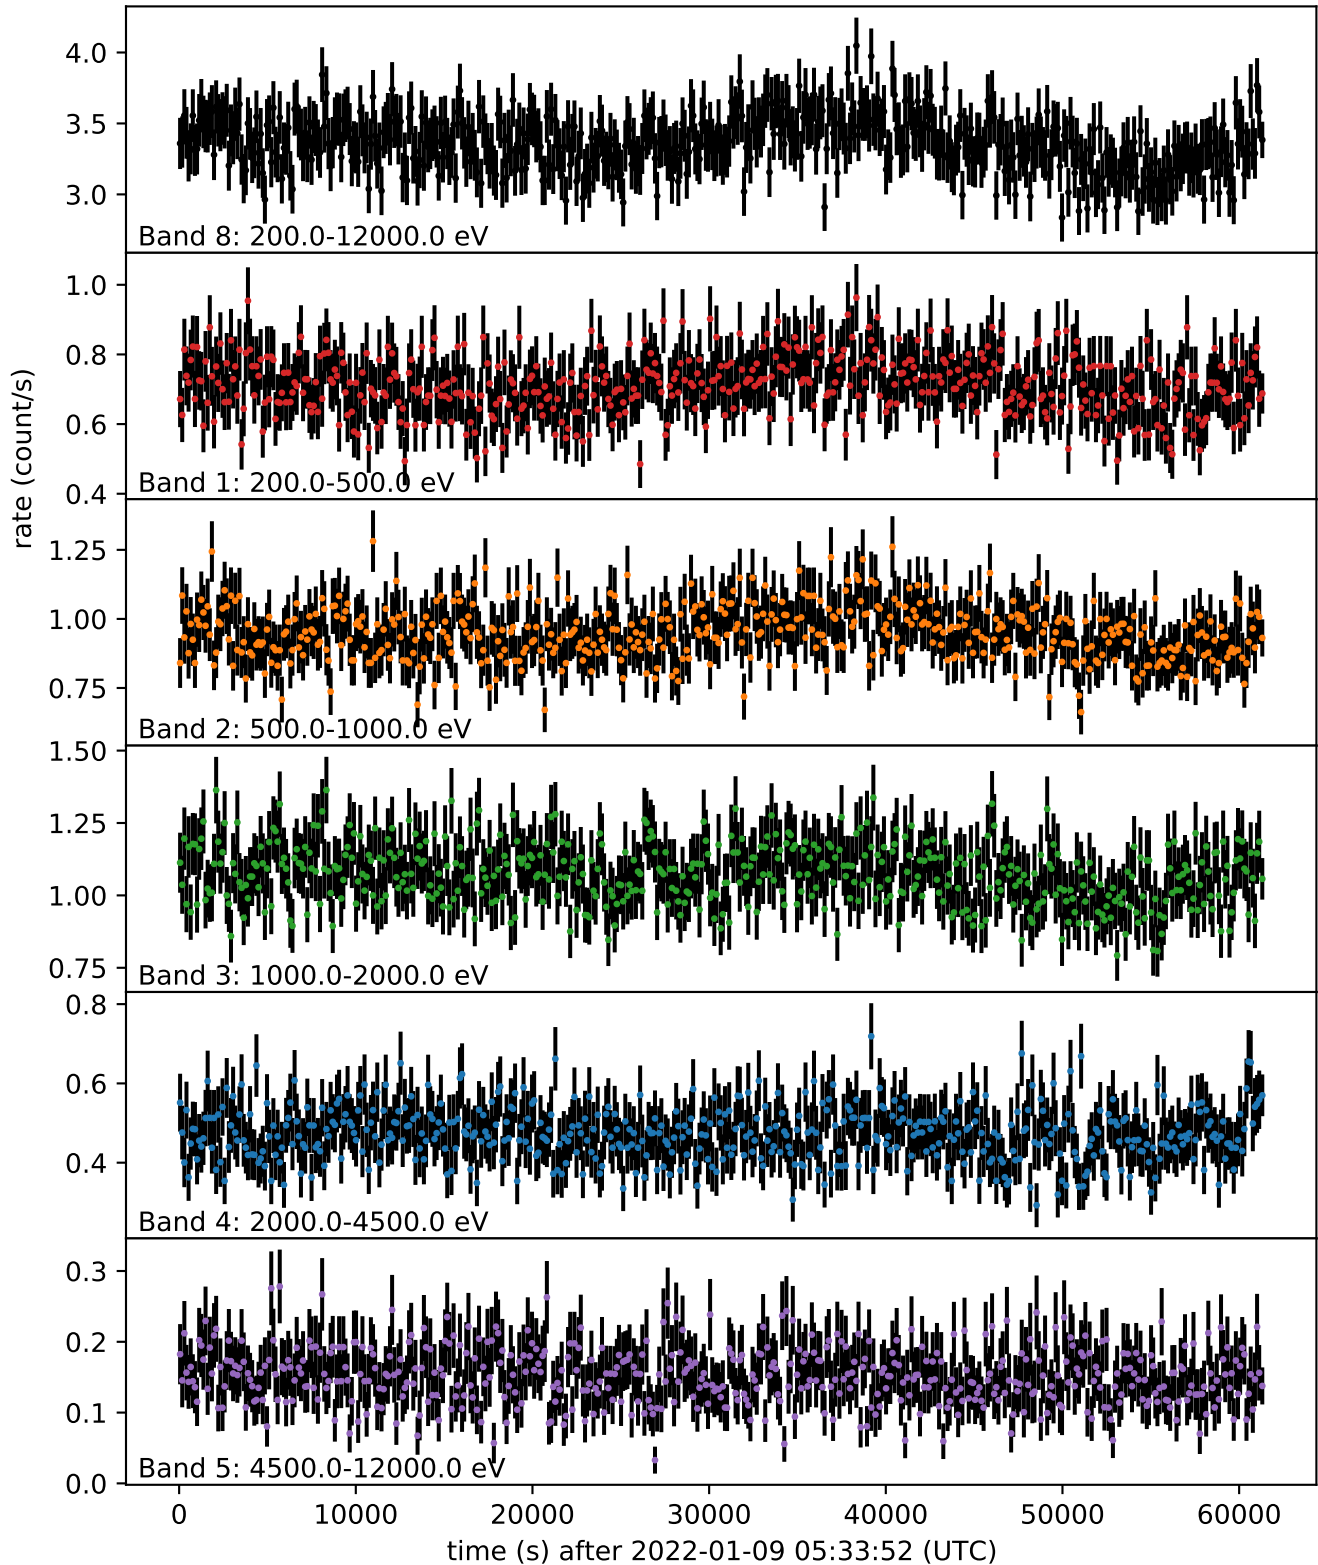 rate (count/s)
4.0
3.5
3.0
Band 8: 200.0-12000.0 eV
1.0
0.8
0.6
0.4
Band 1: 200.0-500.0 eV
1.25
1.00
0.75
Band 2: 500.0-1000.0 eV
1.50
1.25
1.00
0.75
Band 3: 1000.0-2000.0 eV
0.8
0.6
0.4
Band 4: 2000.0-4500.0 eV
0.3
0.2
0.1
0.0
Band 5: 4500.0-12000.0 eV
0 10000 20000 30000 40000 50000 60000
time (s) after 2022-01-09 05:33:52 (UTC)